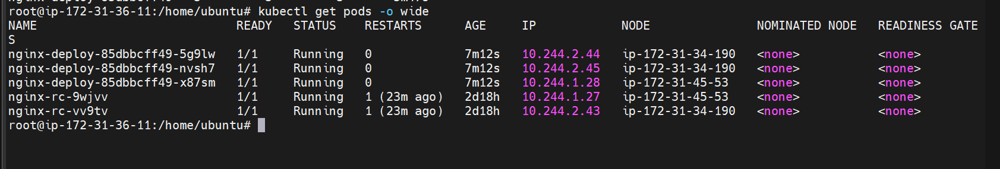 root@ip-172-31-36-11:/home/ubuntu# kubectl get pods -o wide
NAME READY STATUS RESTARTS AGE IP NODE NOMINATED NODE READINESS GATE
S
nginx-deploy-85dbbcff49-5g9lw 1/1 Running 0 7m12s 10.244.2.44 ip-172-31-34-190 <none> <none>
nginx-deploy-85dbbcff49-nvsh7 1/1 Running 0 7m12s 10.244.2.45 ip-172-31-34-190 <none> <none>
nginx-deploy-85dbbcff49-x87sm 1/1 Running 0 7m12s 10.244.1.28 ip-172-31-45-53 <none> <none>
nginx-rc-9wjvv 1/1 Running 1 (23m ago) 2d18h 10.244.1.27 ip-172-31-45-53 <none> <none>
nginx-rc-vv9tv 1/1 Running 1 (23m ago) 2d18h 10.244.2.43 ip-172-31-34-190 <none> <none>
root@ip-172-31-36-11:/home/ubuntu#